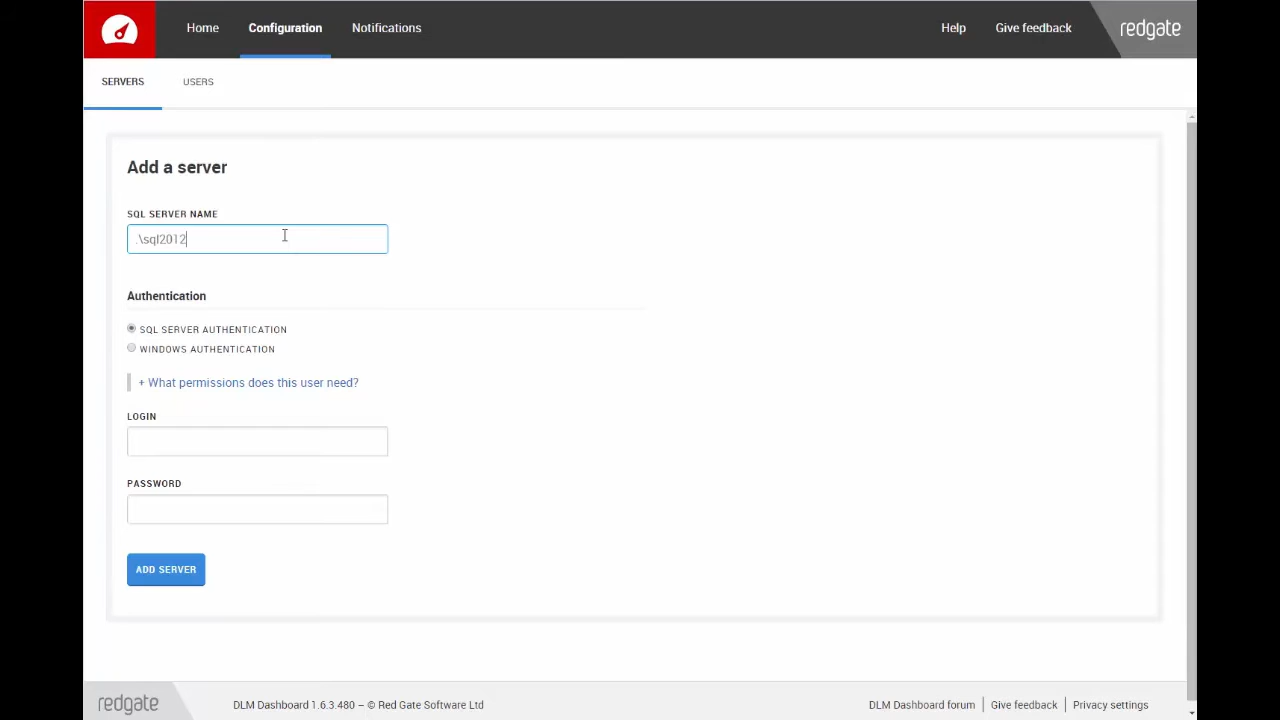 Home Configuration Notifications Help Give feedback redgate
SERVERS USERS
Add a server
SQL SERVER NAME
.\sql2012
Authentication
SQL SERVER AUTHENTICATION
WINDOWS AUTHENTICATION
+ What permissions does this user need?
LOGIN
PASSWORD
ADD SERVER
redgate DLM Dashboard 1.6.3.480 – © Red Gate Software Ltd DLM Dashboard forum Give feedback Privacy settings